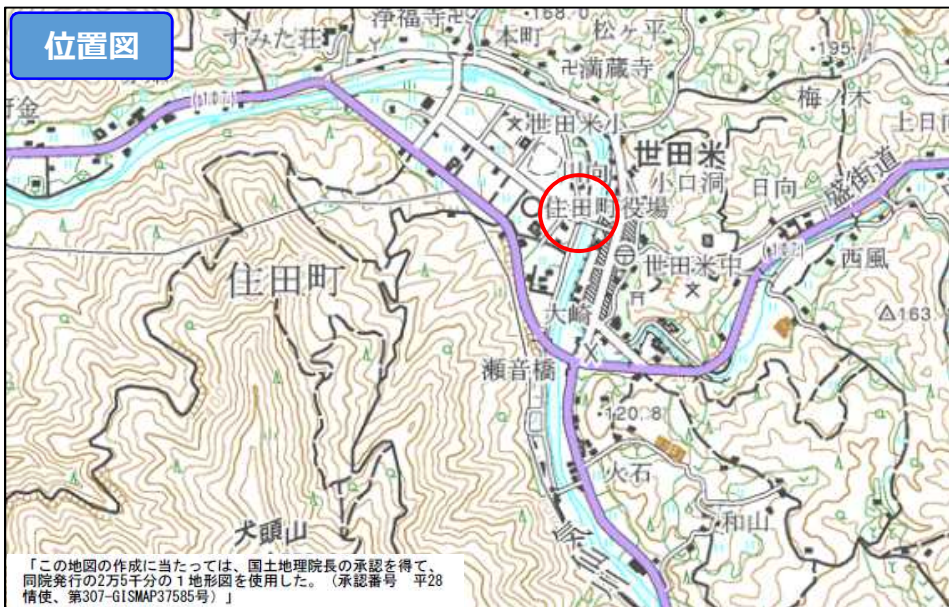 位置図
すみた荘
浄福寺
本町
・168.0
松ヶ平
満蔵寺
・195.1
梅ノ木
世田米小
世田米
小口洞
日向
盛街道
住田町役場
世田米中
西風
住田町
大崎
△163
瀬音橋
・120.8
火石
和山
犬頭山
「この地図の作成に当たっては、国土地理院長の承認を得て、
同院発行の2万5千分の1地形図を使用した。（承認番号　平28
情使、第307-GISMAP37585号）」